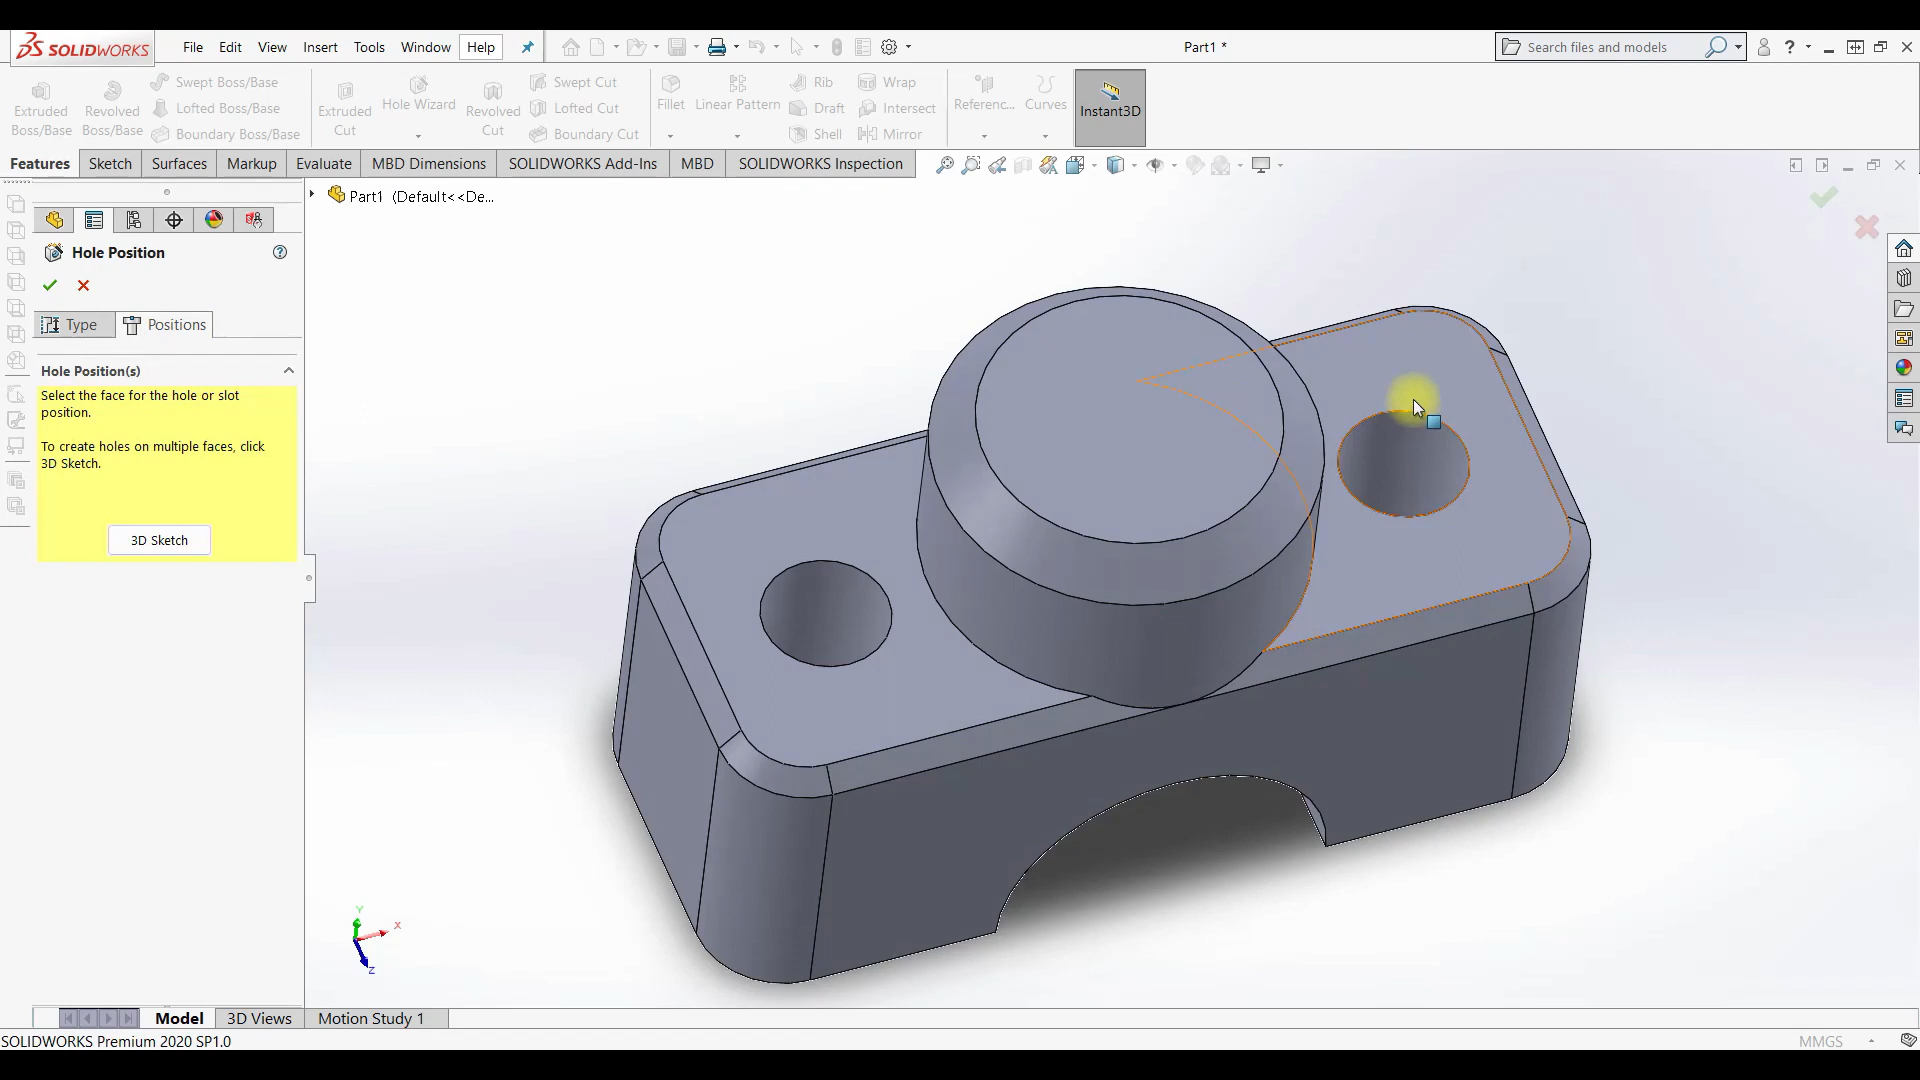 SOLIDWORKS File Edit View Insert Tools Window Help Part1 * Search files and models
Extruded Boss/Base
Revolved Boss/Base
Swept Boss/Base
Lofted Boss/Base
Boundary Boss/Base
Extruded Cut
Hole Wizard
Revolved Cut
Swept Cut
Lofted Cut
Boundary Cut
Fillet
Linear Pattern
Rib
Draft
Shell
Wrap
Intersect
Mirror
Referenc...
Curves
Instant3D
Features Sketch Surfaces Markup Evaluate MBD Dimensions SOLIDWORKS Add-Ins MBD SOLIDWORKS Inspection
Part1 (Default<<De...
Hole Position
Type Positions
Hole Position(s)
Select the face for the hole or slot
position.
To create holes on multiple faces, click
3D Sketch.
3D Sketch
Y
X
Z
Model 3D Views Motion Study 1
SOLIDWORKS Premium 2020 SP1.0 MMGS